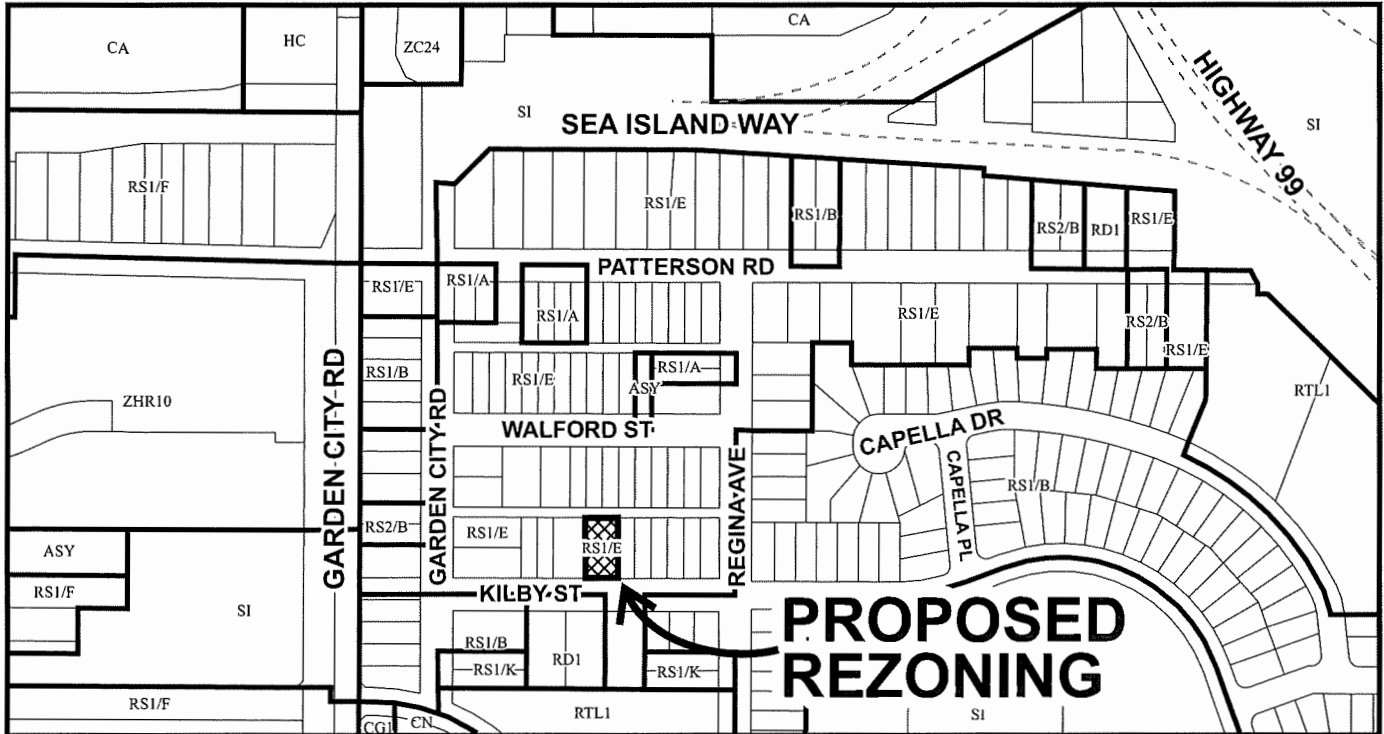 CA
HC
ZC24
CA
SI
SEA ISLAND WAY
HIGHWAY 99
SI
RS1/F
RS1/E
RS1/B
RS2/B
RD1
RS1/E
PATTERSON RD
RS1/E
RS1/A
RS1/A
RS1/E
RS2/B
RS1/E
RS1/B
RS1/E
RS1/A
ASY
RTL1
ZHR10
GARDEN CITY RD
GARDEN CITY RD
WALFORD ST
CAPELLA DR
CAPELLA PL
RS1/B
REGINA AVE
RS2/B
RS1/E
RS1/E
ASY
RS1/F
SI
KILBY ST
PROPOSED
REZONING
RS1/B
RS1/K
RD1
RS1/K
RS1/F
RTL1
SI
CG1
CN